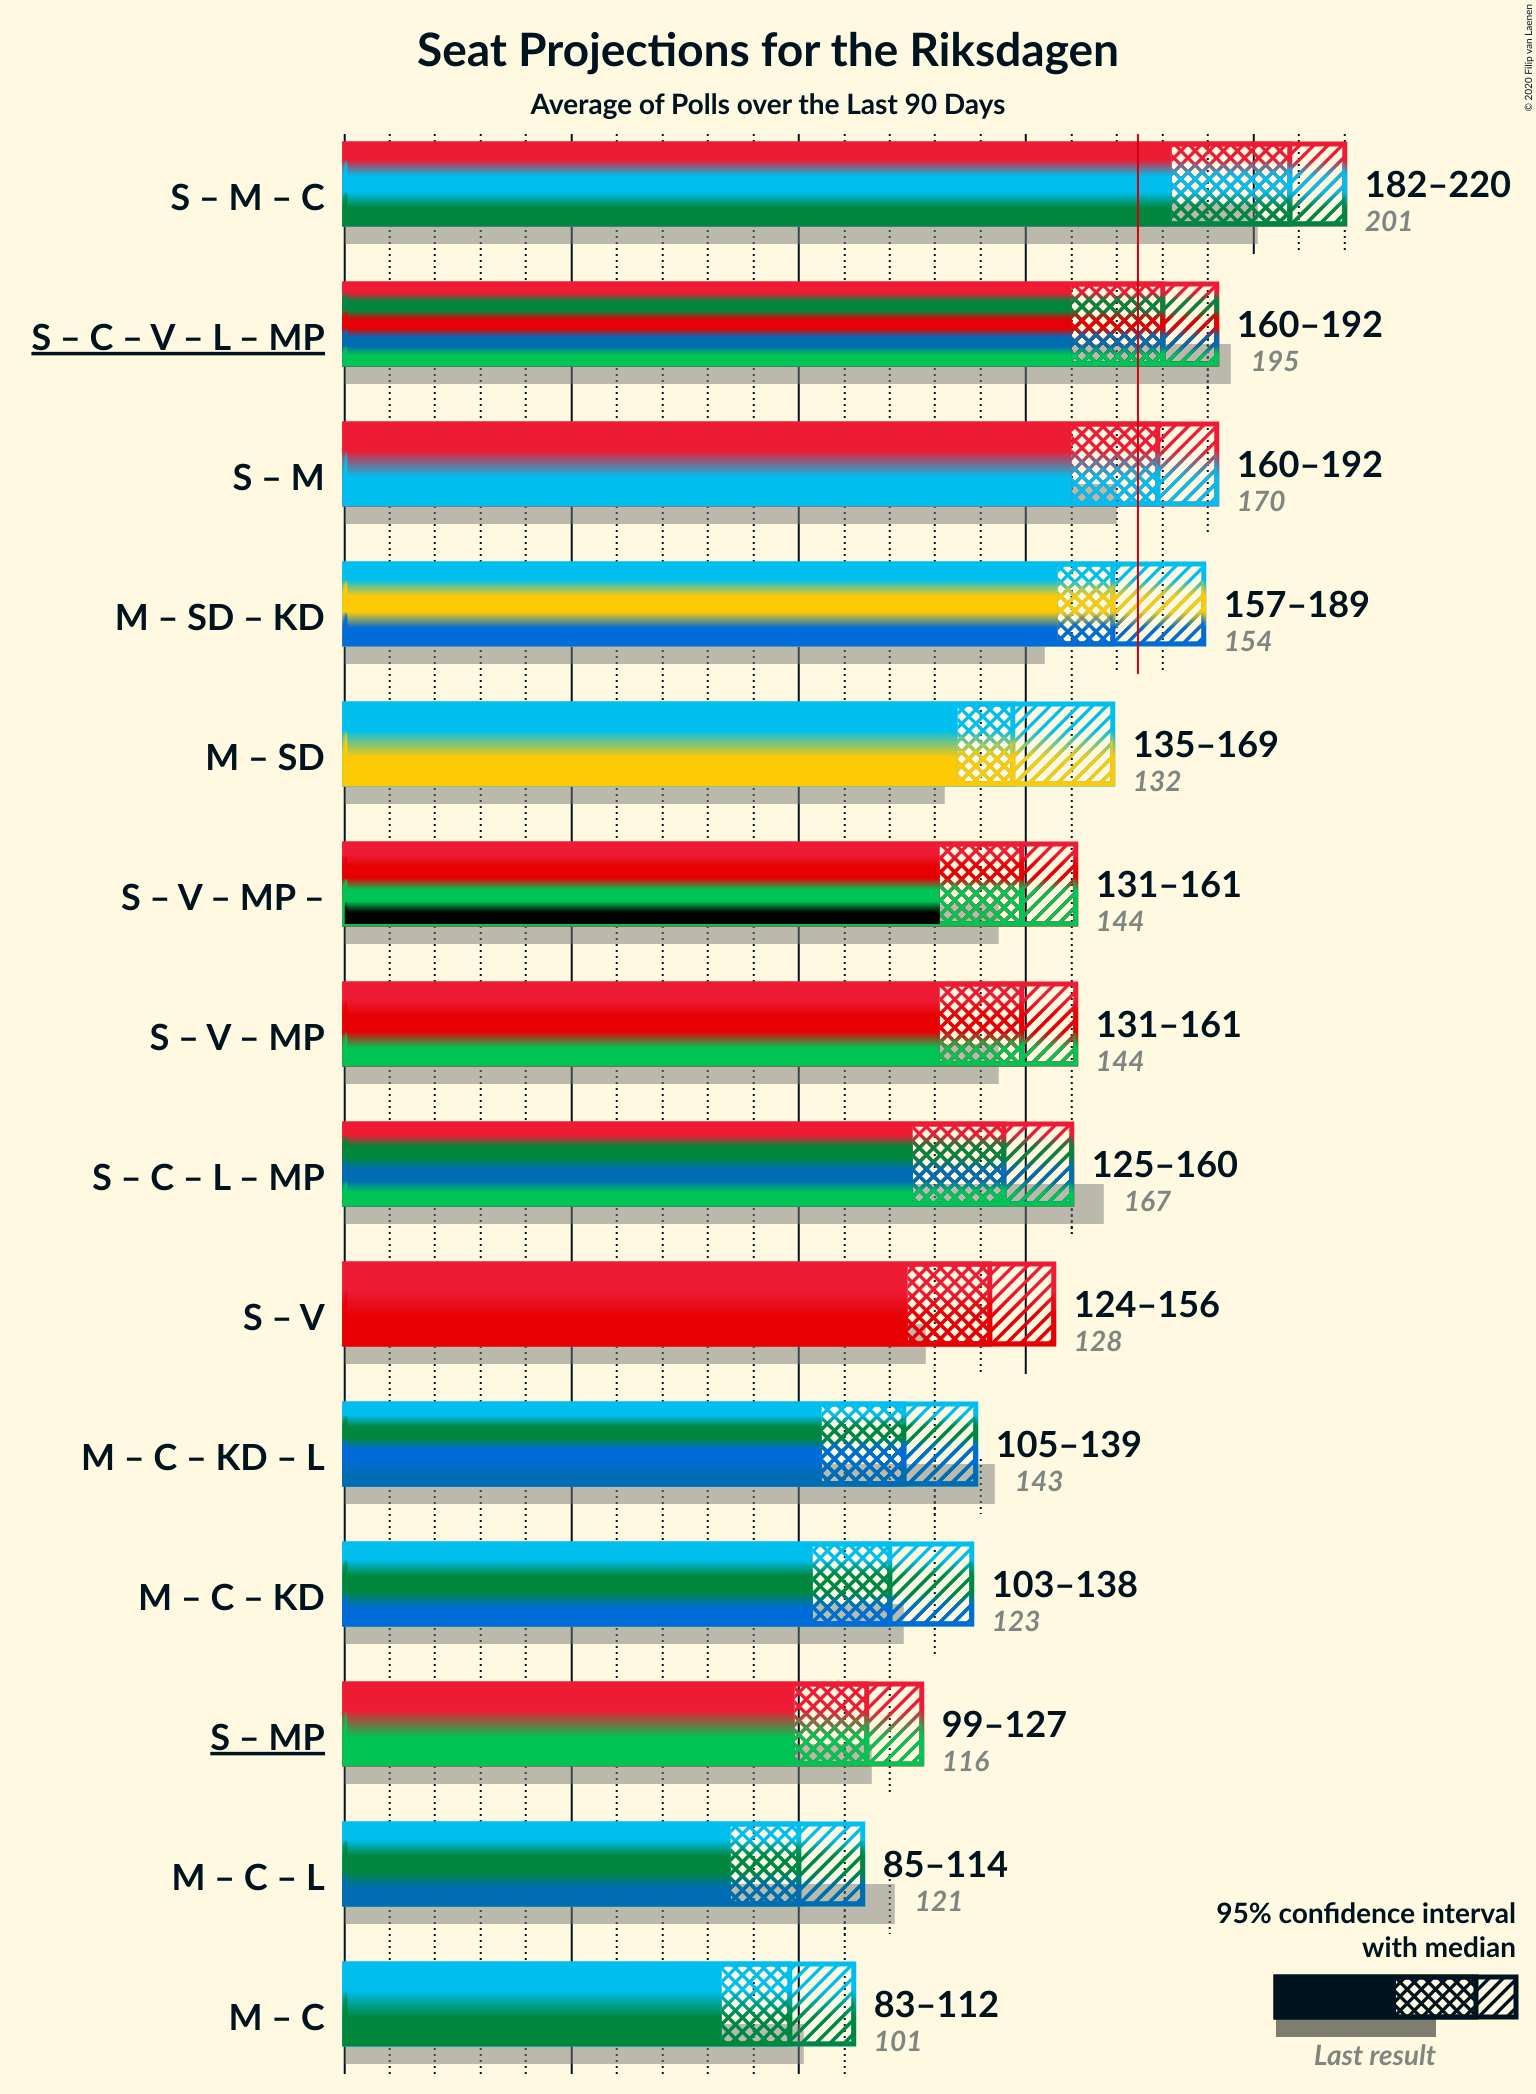 Seat Projections for the Riksdagen
Average of Polls over the Last 90 Days
© 2020 Filip van Laenen
S – M – C
182–220
201
S – C – V – L – MP
160–192
195
S – M
160–192
170
M – SD – KD
157–189
154
M – SD
135–169
132
S – V – MP –
131–161
144
S – V – MP
131–161
144
S – C – L – MP
125–160
167
S – V
124–156
128
M – C – KD – L
105–139
143
M – C – KD
103–138
123
S – MP
99–127
116
M – C – L
85–114
121
M – C
83–112
101
95% confidence interval
with median
Last result